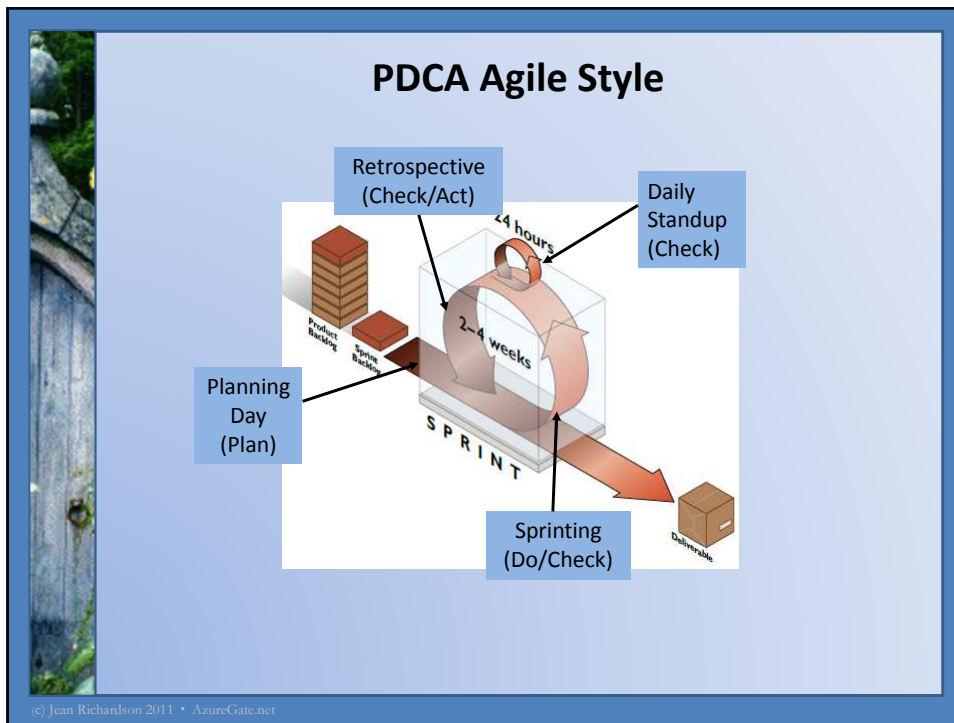 PDCA Agile Style
Retrospective
(Check/Act)
Daily
Standup
(Check)
24 hours
2–4 weeks
Product
Backlog
Sprint
Backlog
Planning
Day
(Plan)
SPRINT
Sprinting
(Do/Check)
Deliverable
(c) Jean Richardson 2011 • AzureGate.net